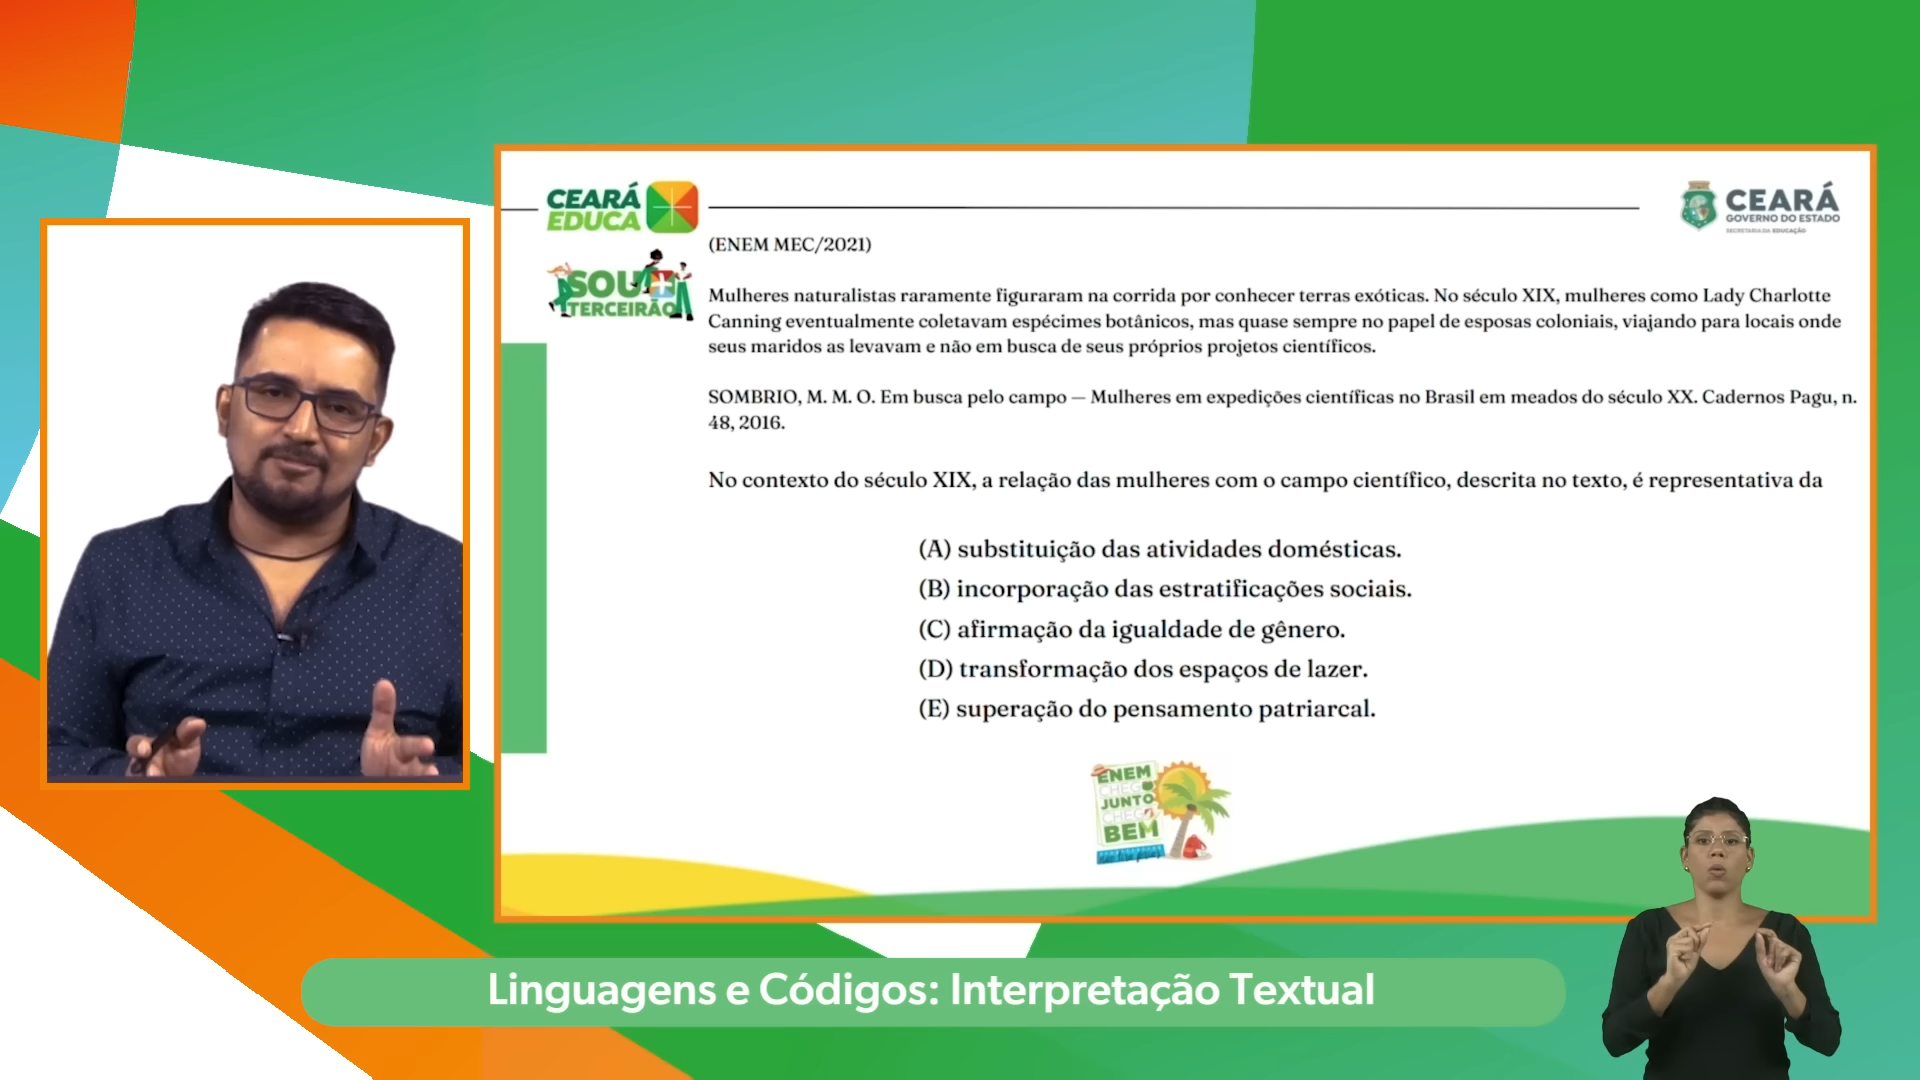 CEARÁ
EDUCA
CEARÁ
GOVERNO DO ESTADO
SECRETARIA DA EDUCAÇÃO
SOU+
TERCEIRÃO
(ENEM MEC/2021)
Mulheres naturalistas raramente figuraram na corrida por conhecer terras exóticas. No século XIX, mulheres como Lady Charlotte
Canning eventualmente coletavam espécimes botânicos, mas quase sempre no papel de esposas coloniais, viajando para locais onde
seus maridos as levavam e não em busca de seus próprios projetos científicos.
SOMBRIO, M. M. O. Em busca pelo campo — Mulheres em expedições científicas no Brasil em meados do século XX. Cadernos Pagu, n.
48, 2016.
No contexto do século XIX, a relação das mulheres com o campo científico, descrita no texto, é representativa da
(A) substituição das atividades domésticas.
(B) incorporação das estratificações sociais.
(C) afirmação da igualdade de gênero.
(D) transformação dos espaços de lazer.
(E) superação do pensamento patriarcal.
ENEM
CHEGO
JUNTO
CHEGO
BEM
Linguagens e Códigos: Interpretação Textual